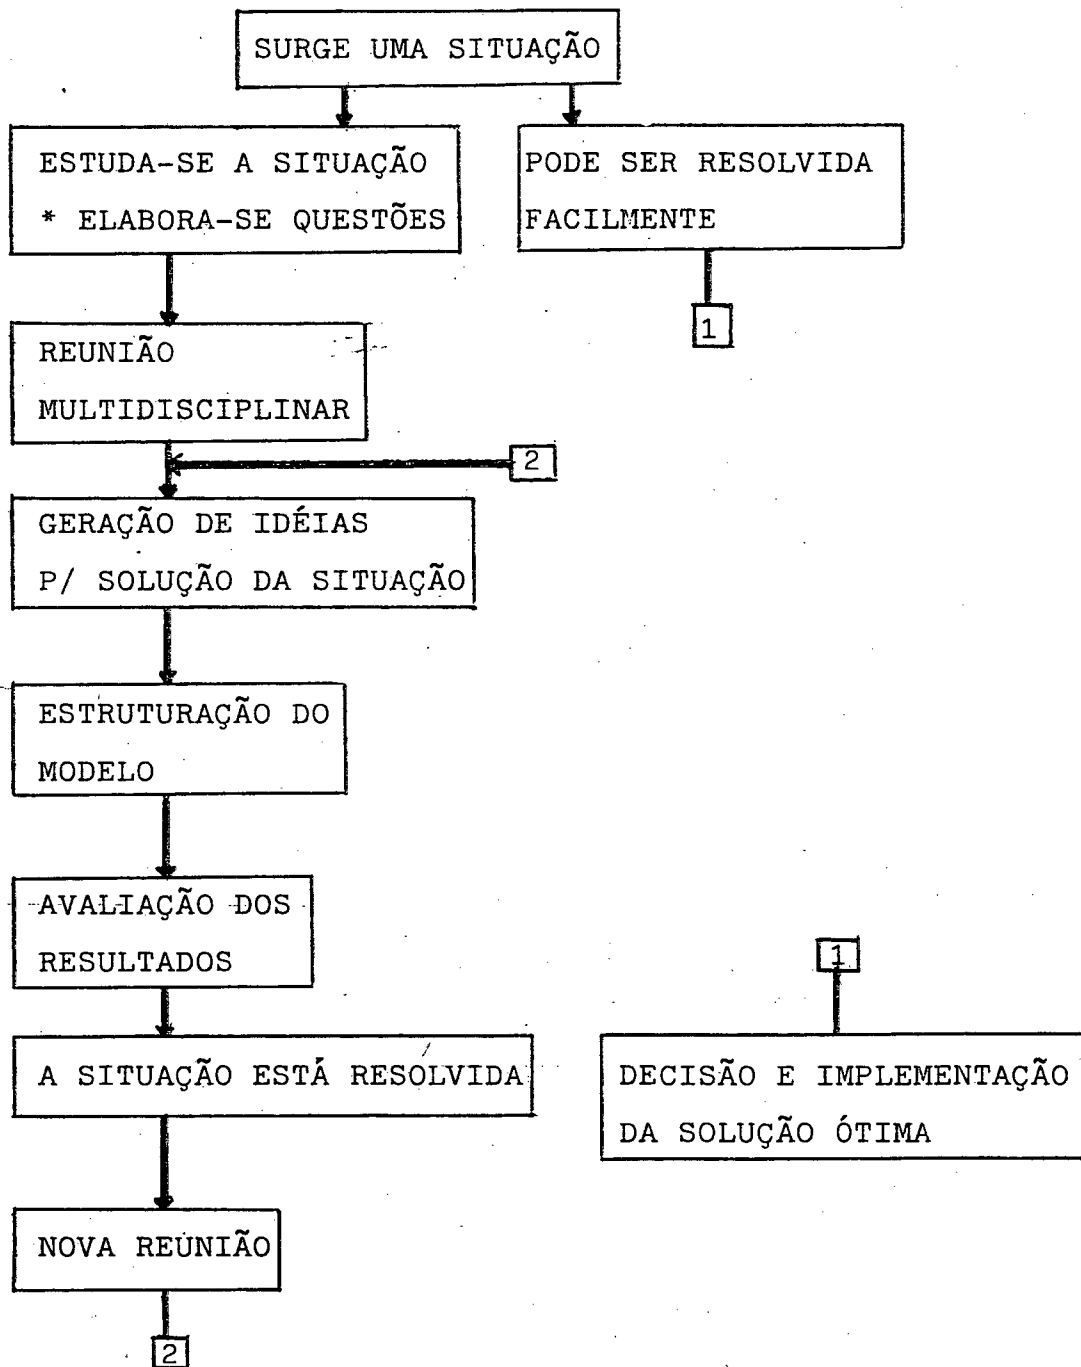 SURGE UMA SITUAÇÃO
ESTUDA-SE A SITUAÇÃO
* ELABORA-SE QUESTÕES
PODE SER RESOLVIDA
FACILMENTE
1
REUNIÃO
MULTIDISCIPLINAR
2
GERAÇÃO DE IDÉIAS
P/ SOLUÇÃO DA SITUAÇÃO
ESTRUTURAÇÃO DO
MODELO
AVALIAÇÃO DOS
RESULTADOS
1
A SITUAÇÃO ESTÁ RESOLVIDA
DECISÃO E IMPLEMENTAÇÃO
DA SOLUÇÃO ÓTIMA
NOVA REUNIÃO
2